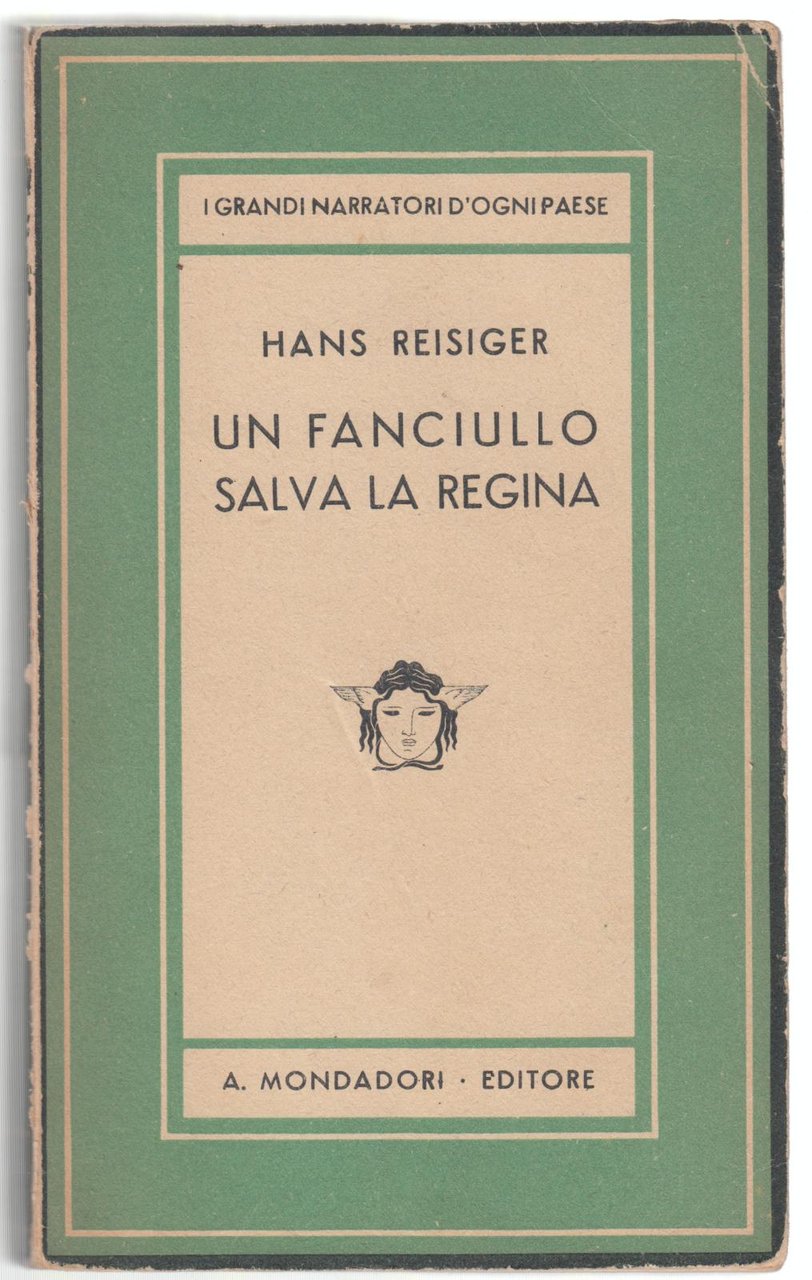 I GRANDI NARRATORI D'OGNI PAESE
HANS REISIGER
UN FANCIULLO
SALVA LA REGINA
A. MONDADORI · EDITORE